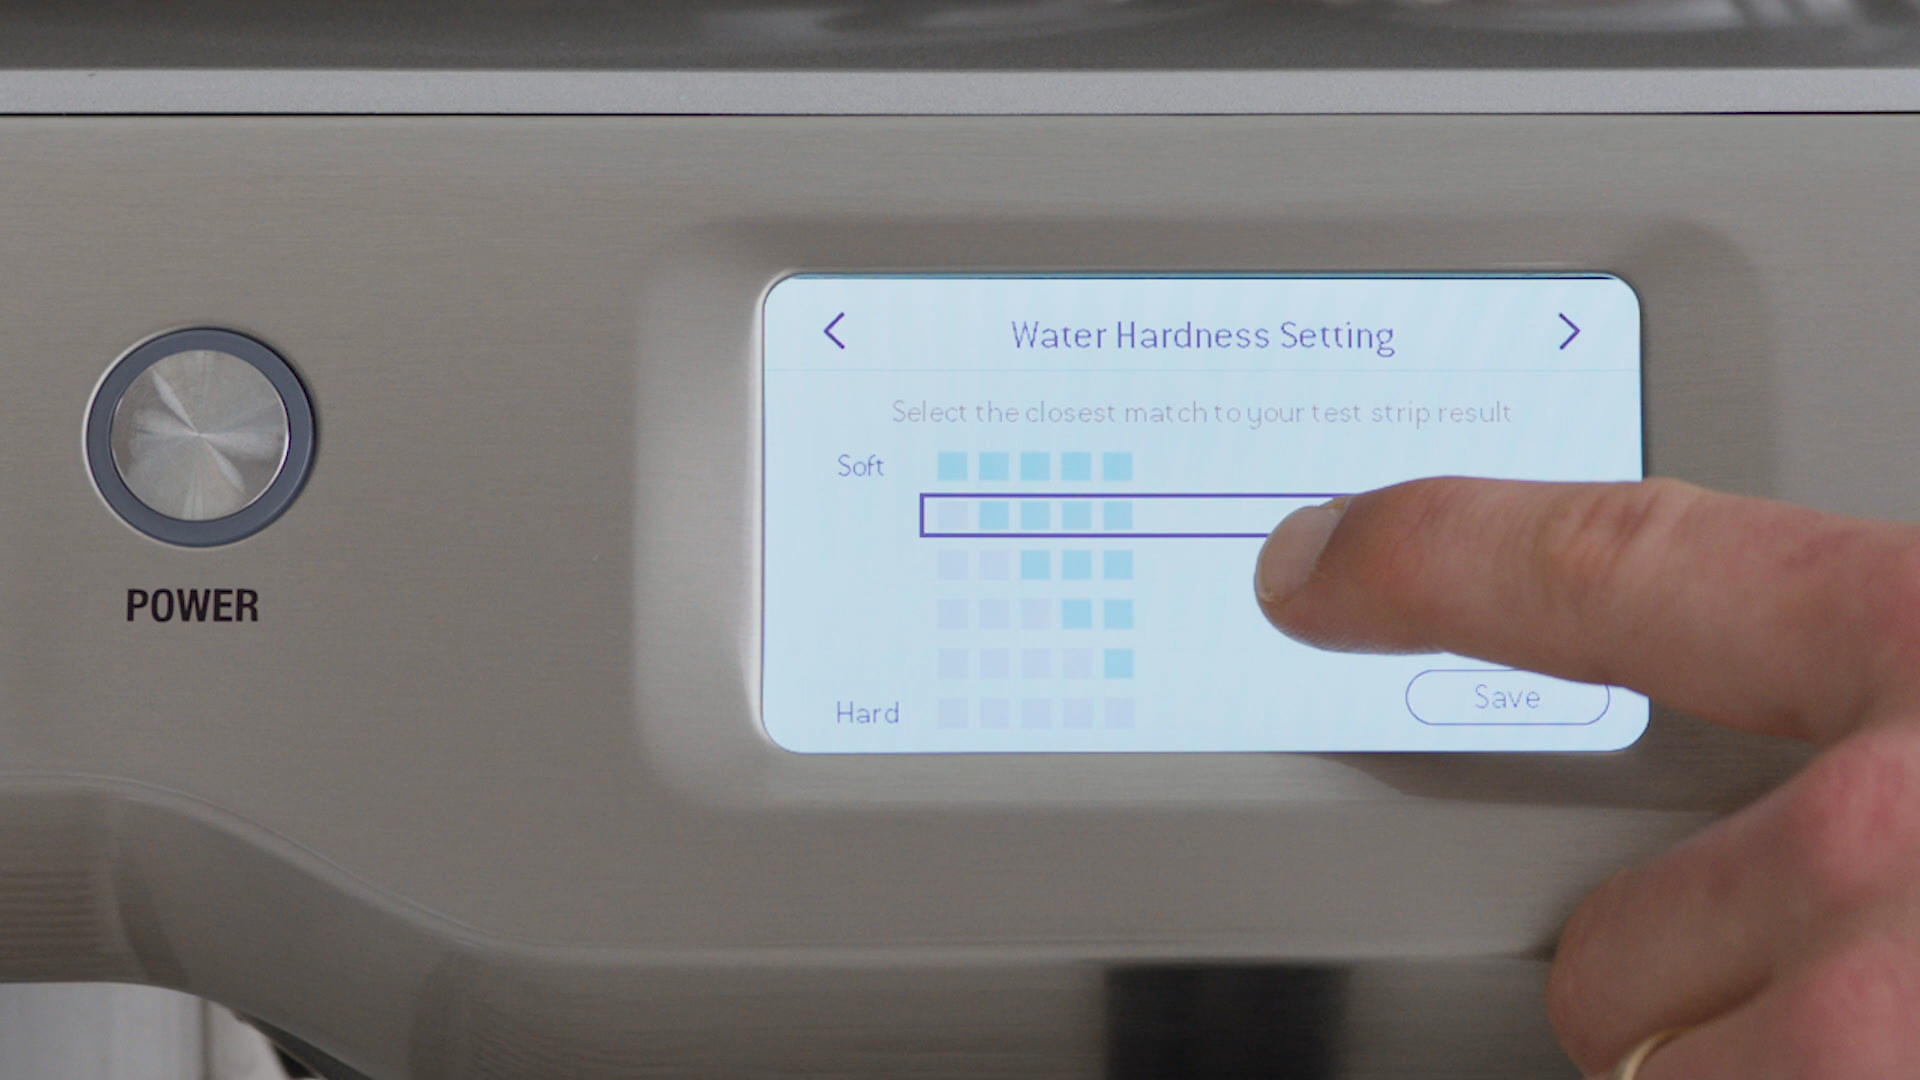 Water Hardness Setting
Select the closest match to your test strip result
Soft
Hard
Save
POWER